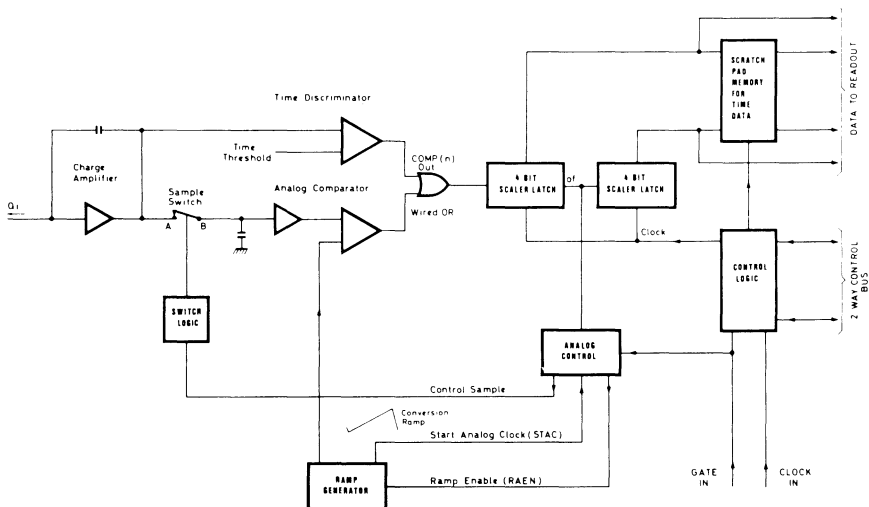 Time Discriminator
Time
Threshold
COMP(n)
Out
Charge
Amplifier
Sample
Switch
Analog Comparator
Wired OR
Qi
A
B
SWITCH
LOGIC
4 BIT
SCALER LATCH
of
4 BIT
SCALER LATCH
Clock
SCRATCH
PAD
MEMORY
FOR
TIME
DATA
DATA TO READOUT
CONTROL
LOGIC
2 WAY CONTROL
BUS
ANALOG
CONTROL
Control Sample
Conversion
Ramp
Start Analog Clock (STAC)
RAMP
GENERATOR
Ramp Enable (RAEN)
GATE
IN
CLOCK
IN